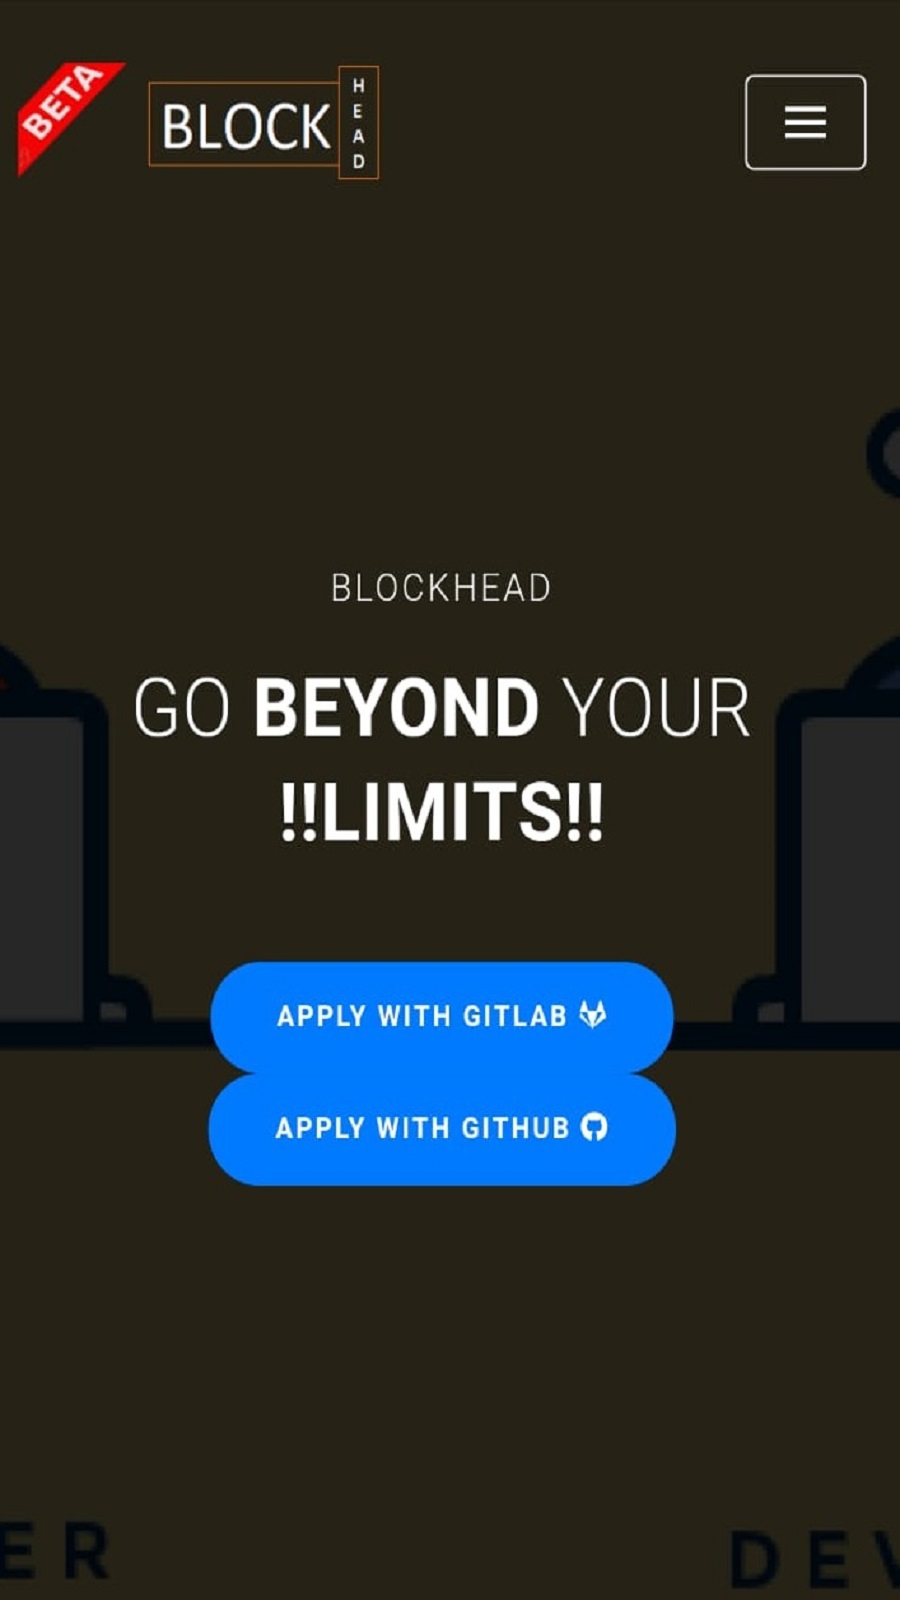 BETA
BLOCK
HEAD
BLOCKHEAD
GO BEYOND YOUR
!!LIMITS!!
APPLY WITH GITLAB
APPLY WITH GITHUB
ER
DEV